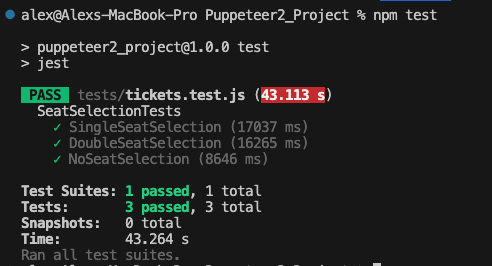 alex@Alexs-MacBook-Pro Puppeteer2_Project % npm test
> puppeteer2_project@1.0.0 test
> jest
PASS tests/tickets.test.js (43.113 s)
SeatSelectionTests
✓ SingleSeatSelection (17037 ms)
✓ DoubleSeatSelection (16265 ms)
✓ NoSeatSelection (8646 ms)
Test Suites: 1 passed, 1 total
Tests: 3 passed, 3 total
Snapshots: 0 total
Time: 43.264 s
Ran all test suites.